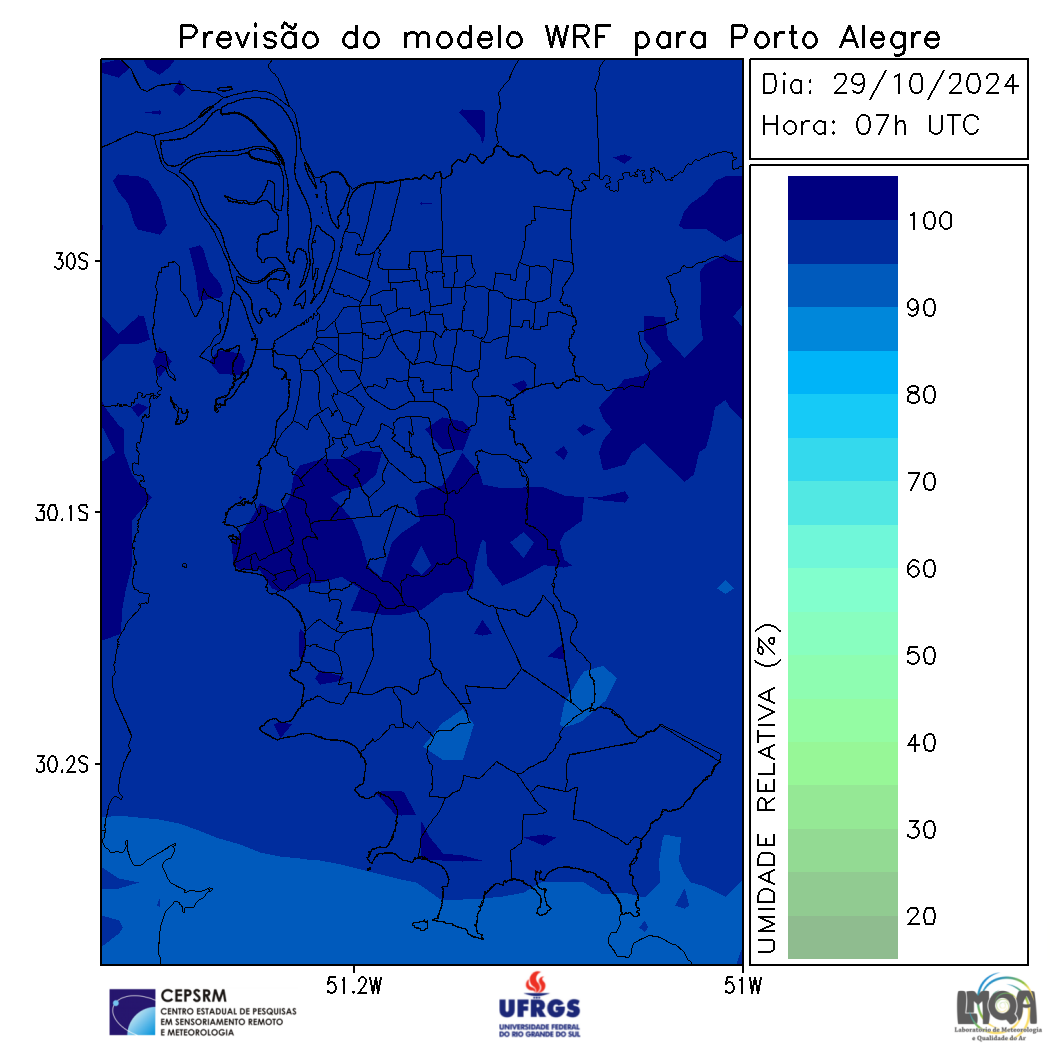 Previsão do modelo WRF para Porto Alegre
Dia: 29/10/2024
Hora: 07h UTC
100
90
80
70
60
50
40
30
20
UMIDADE RELATIVA (%)
30S
30.1S
30.2S
51.2W
51W
CEPSRM
CENTRO ESTADUAL DE PESQUISAS
EM SENSORIAMENTO REMOTO
E METEOROLOGIA
UFRGS
UNIVERSIDADE FEDERAL
DO RIO GRANDE DO SUL
LMQA
Laboratório de Meteorologia
e Qualidade do Ar